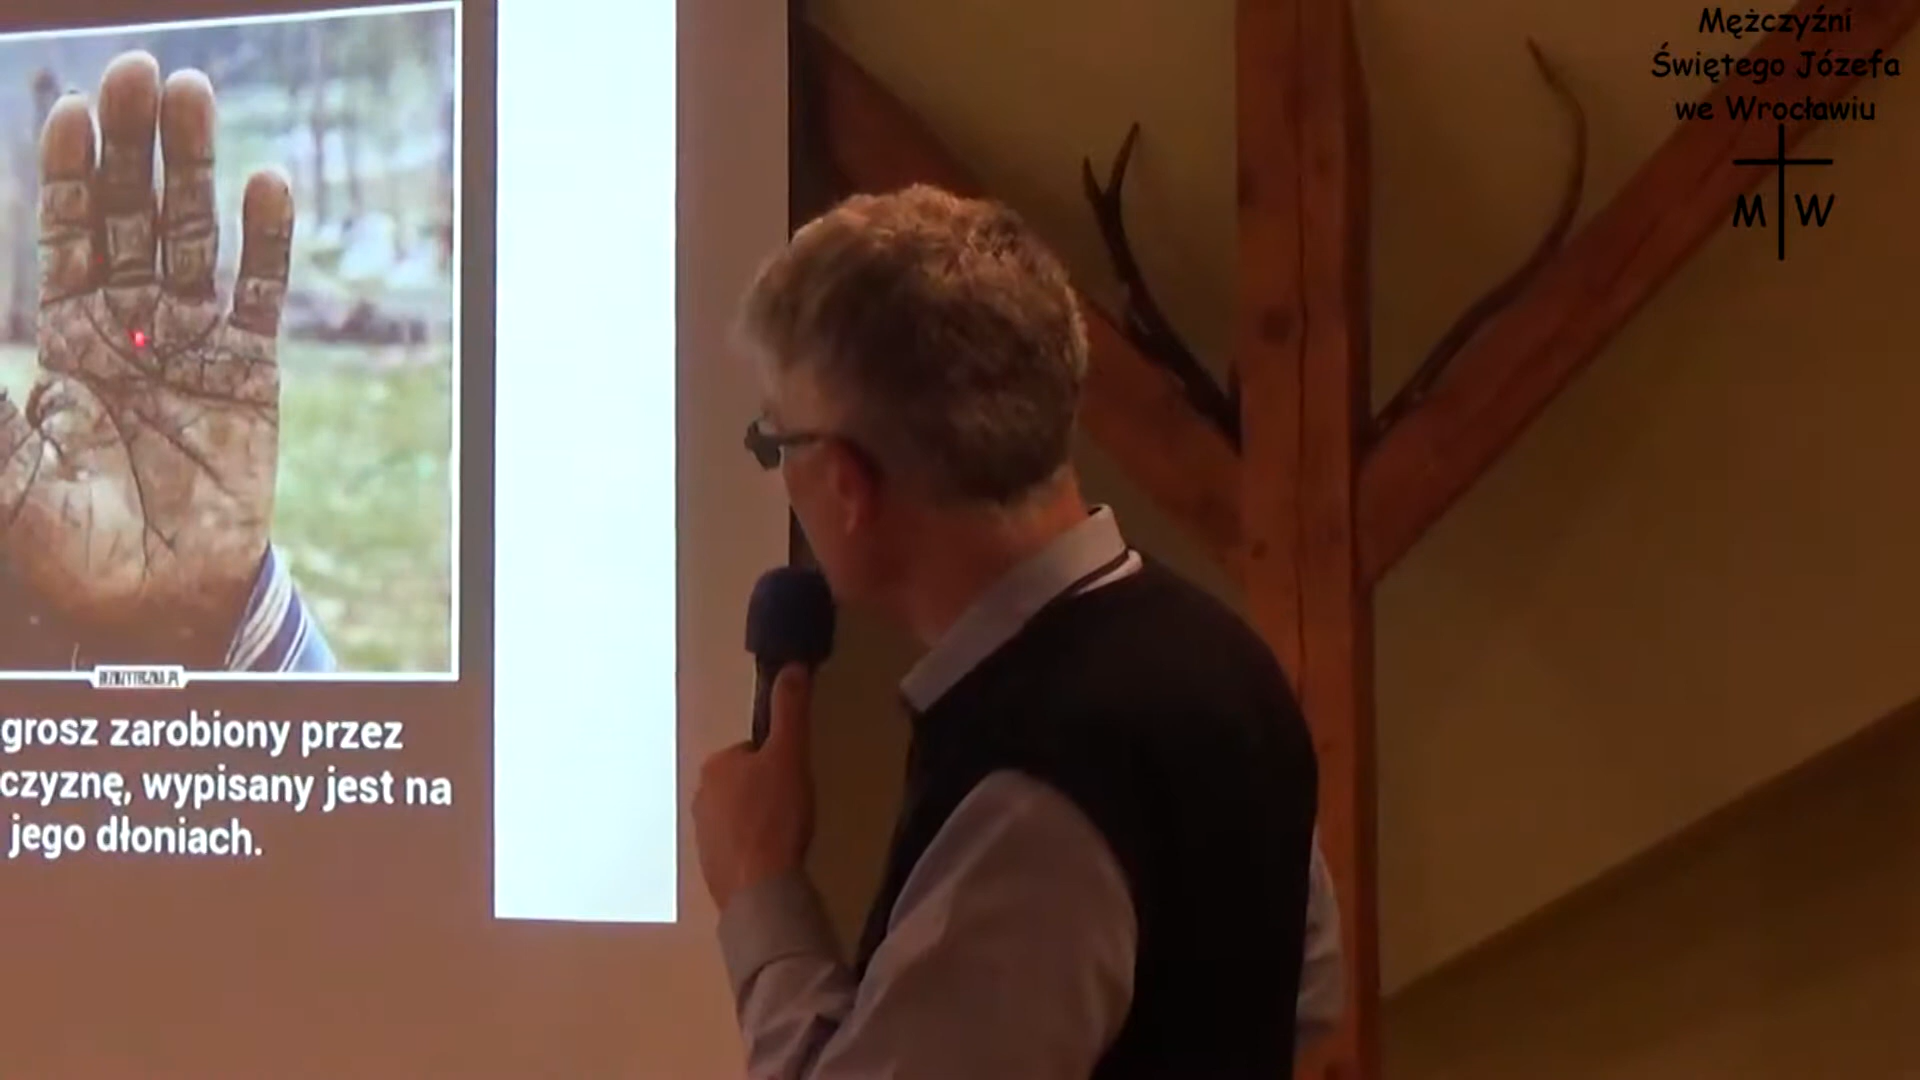 Mężczyźni
Świętego Józefa
we Wrocławiu
M W
grosz zarobiony przez
czyznę, wypisany jest na
jego dłoniach.